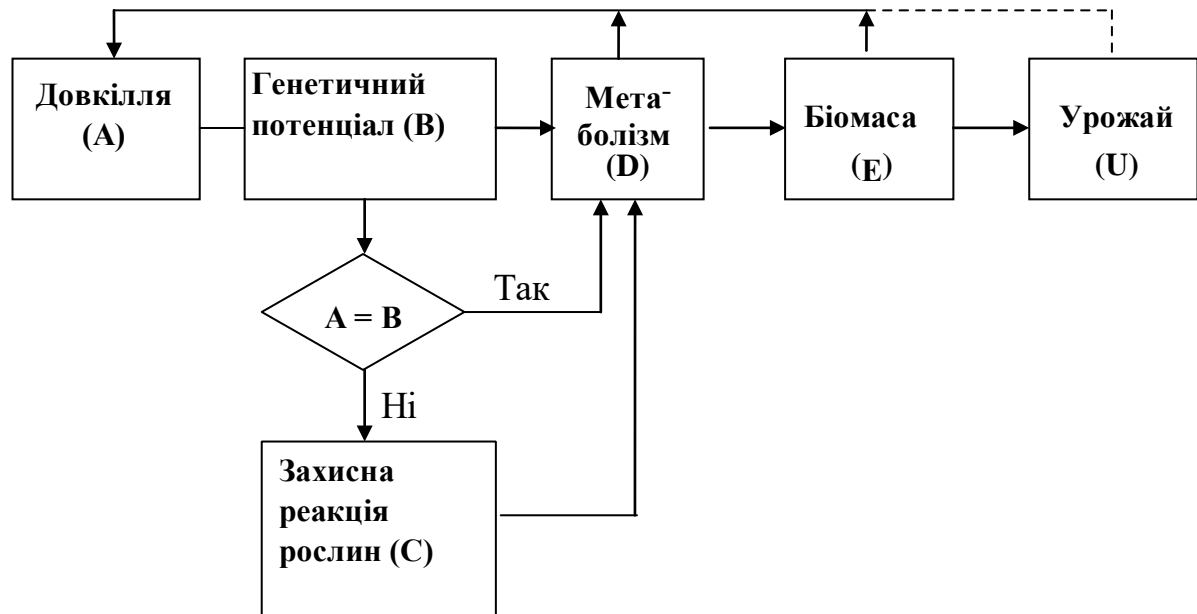 Довкілля
(A)
Генетичний
потенціал (В)
Мета-
болізм
(D)
Біомаса
(E)
Урожай
(U)
A = B
Так
Ні
Захисна
реакція
рослин (С)